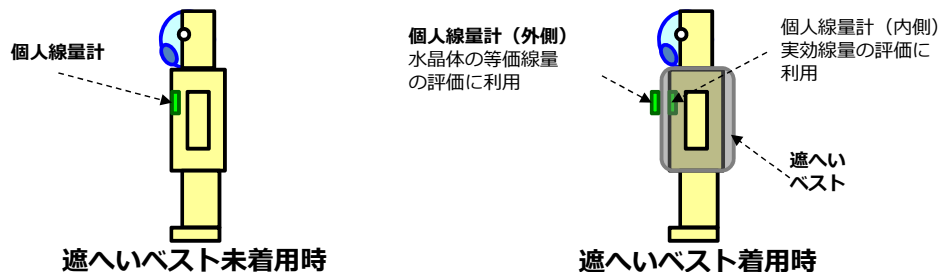 個人線量計
遮へいベスト未着用時
個人線量計（外側）
水晶体の等価線量
の評価に利用
個人線量計（内側）
実効線量の評価に
利用
遮へい
ベスト
遮へいベスト着用時